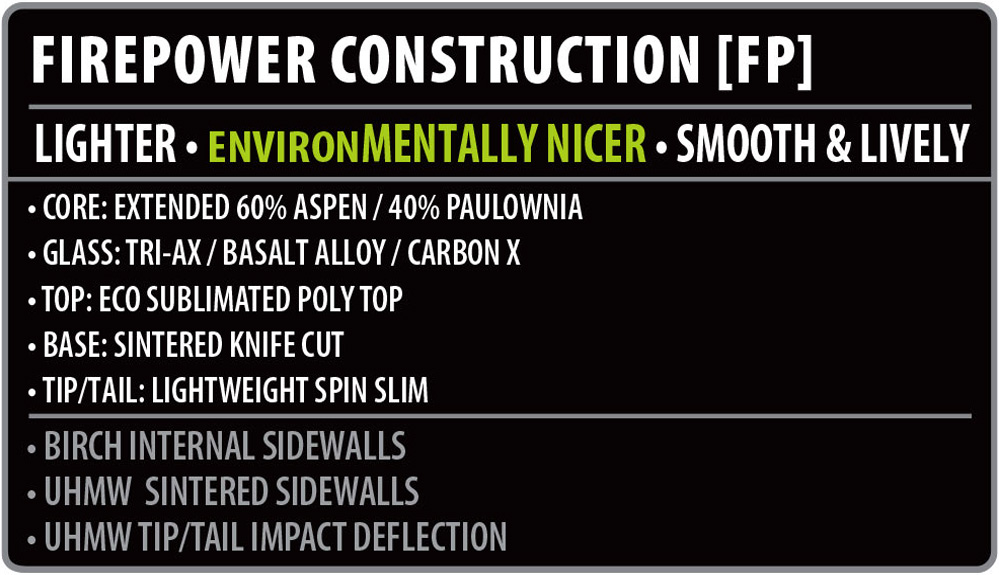 FIREPOWER CONSTRUCTION [FP]
LIGHTER • ENVIRONMENTALLY NICER • SMOOTH & LIVELY
• CORE: EXTENDED 60% ASPEN / 40% PAULOWNIA
• GLASS: TRI-AX / BASALT ALLOY / CARBON X
• TOP: ECO SUBLIMATED POLY TOP
• BASE: SINTERED KNIFE CUT
• TIP/TAIL: LIGHTWEIGHT SPIN SLIM
• BIRCH INTERNAL SIDEWALLS
• UHMW SINTERED SIDEWALLS
• UHMW TIP/TAIL IMPACT DEFLECTION